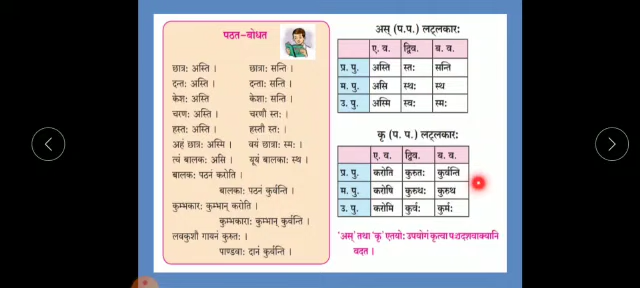 पठत-बोधत
छात्र: अस्ति । छात्रा: सन्ति ।
दन्त: अस्ति । दन्ता: सन्ति ।
केश: अस्ति । केशा: सन्ति ।
चरण: अस्ति । चरणौ स्त: ।
हस्त: अस्ति । हस्तौ स्त: ।
अहं छात्र: अस्मि । वयं छात्रा: स्म: ।
त्वं बालक: असि । यूयं बालका: स्थ ।
बालक: पठनं करोति ।
बालका: पठनं कुर्वन्ति ।
कुम्भकार: कुम्भान् करोति ।
कुम्भकारा: कुम्भान् कुर्वन्ति ।
लवकुशौ गायनं कुरुत: ।
पाण्डवा: दानं कुर्वन्ति ।
अस् (प.प.) लट्लकार:
ए. व. द्विव. ब. व.
प्र. पु. अस्ति स्त: सन्ति
म. पु. असि स्थ: स्थ
उ. पु. अस्मि स्व: स्म:
कृ (प. प.) लट्लकार:
ए. व. द्विव. ब. व.
प्र. पु. करोति कुरुत: कुर्वन्ति
म. पु. करोषि कुरुथ: कुरुथ
उ. पु. करोमि कुर्व: कुर्म:
'अस्' तथा 'कृ' एतयो: उपयोगं कृत्वा पञ्चदशवाक्यानि
वदत ।